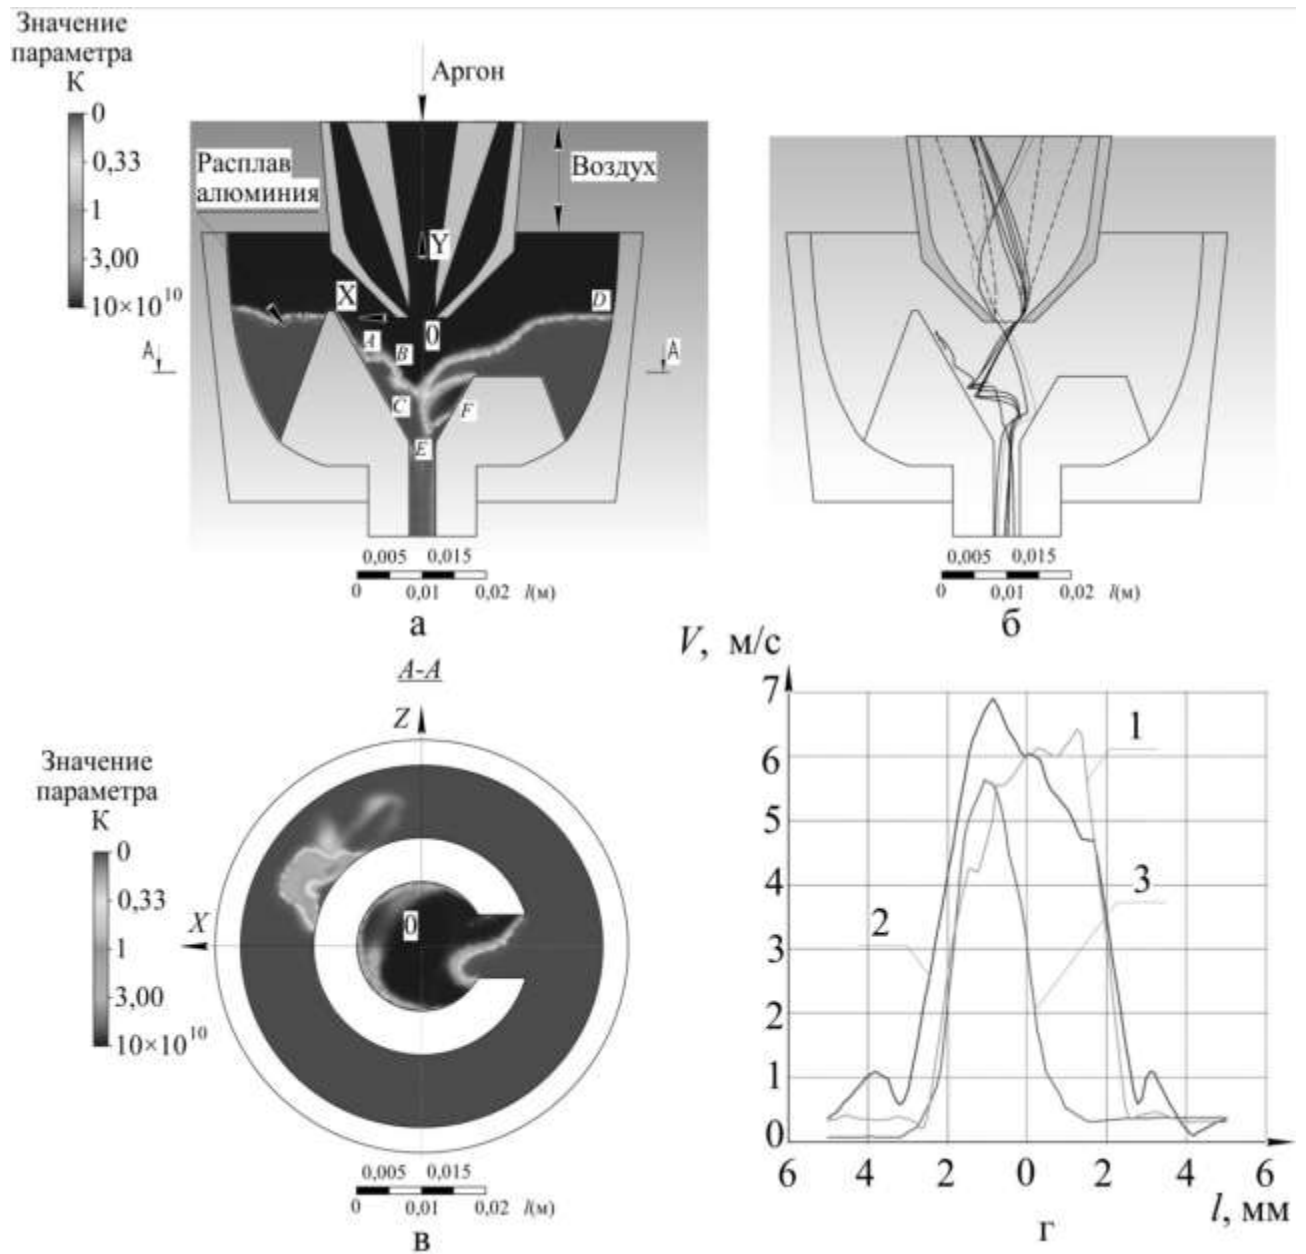 Значение
параметра
К
0
0,33
1
3,00
10×10¹⁰
Аргон
Расплав
алюминия
Воздух
Y
X
0
A
B
C
D
E
F
А
А
0,005 0,015
0 0,01 0,02 l(м)
а
0,005 0,015
0 0,01 0,02 l(м)
б
А-А
Z
Значение
параметра
К
0
0,33
1
3,00
10×10¹⁰
X
0
0,005 0,015
0 0,01 0,02 l(м)
в
V, м/с
7
6
5
4
3
2
1
0
1
2
3
6 4 2 0 2 4 6
l, мм
г